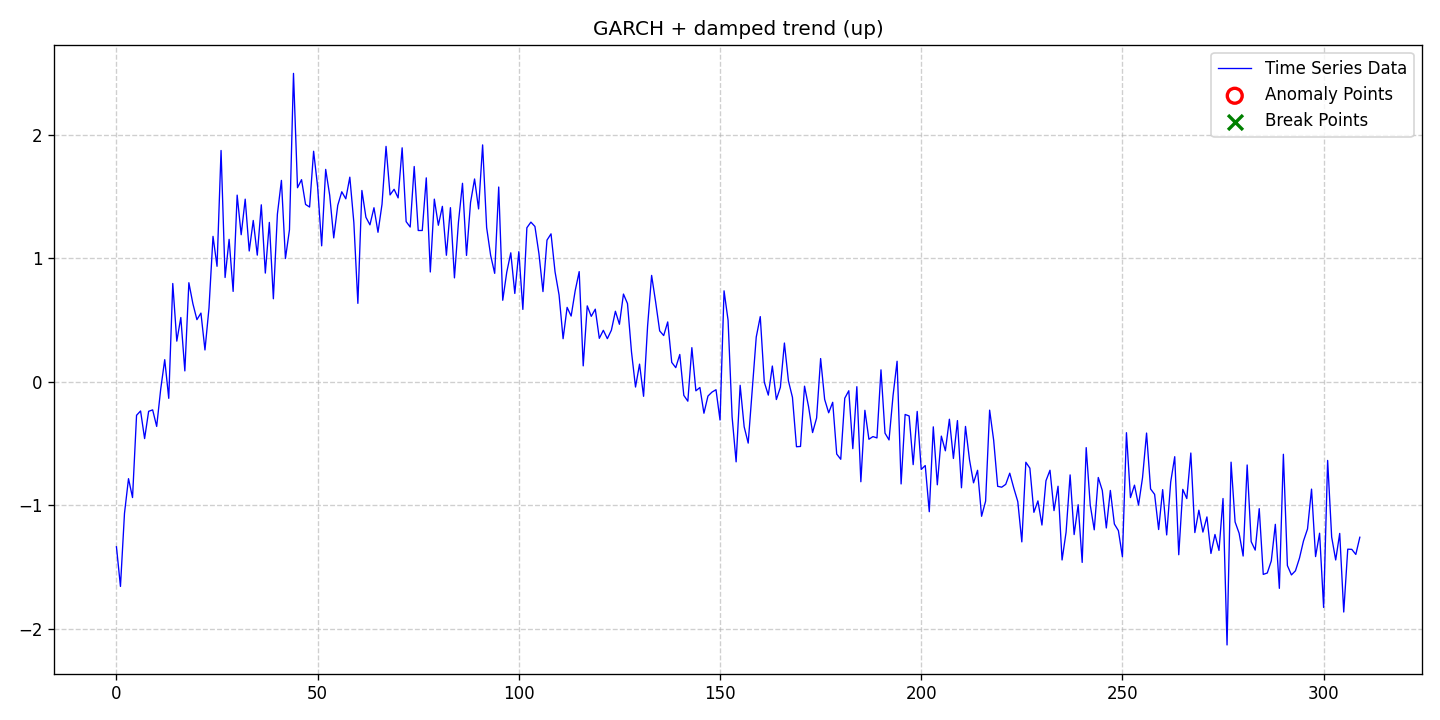 GARCH + damped trend (up)
Time Series Data
Anomaly Points
Break Points
2
1
0
−1
−2
0 50 100 150 200 250 300